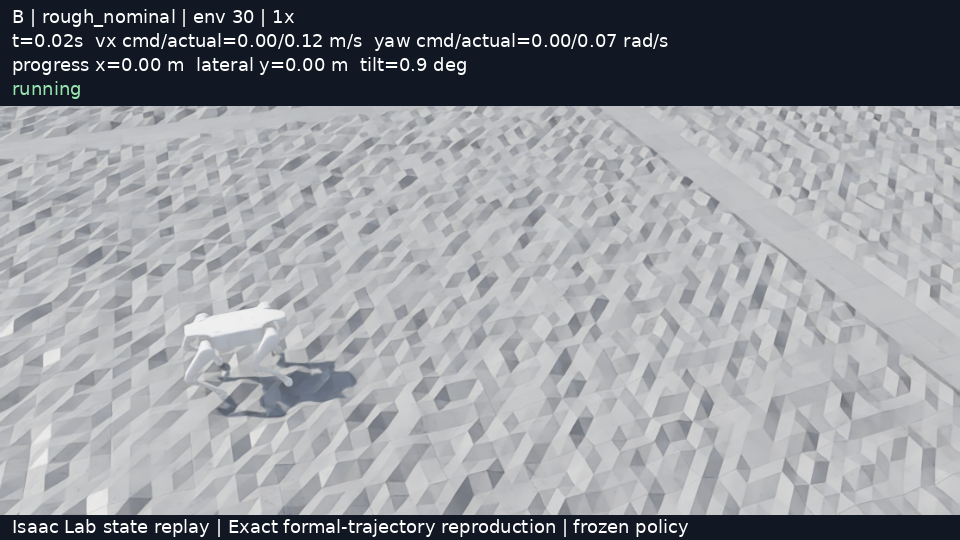 B | rough_nominal | env 30 | 1x
t=0.02s  vx cmd/actual=0.00/0.12 m/s  yaw cmd/actual=0.00/0.07 rad/s
progress x=0.00 m  lateral y=0.00 m  tilt=0.9 deg
running
Isaac Lab state replay | Exact formal-trajectory reproduction | frozen policy